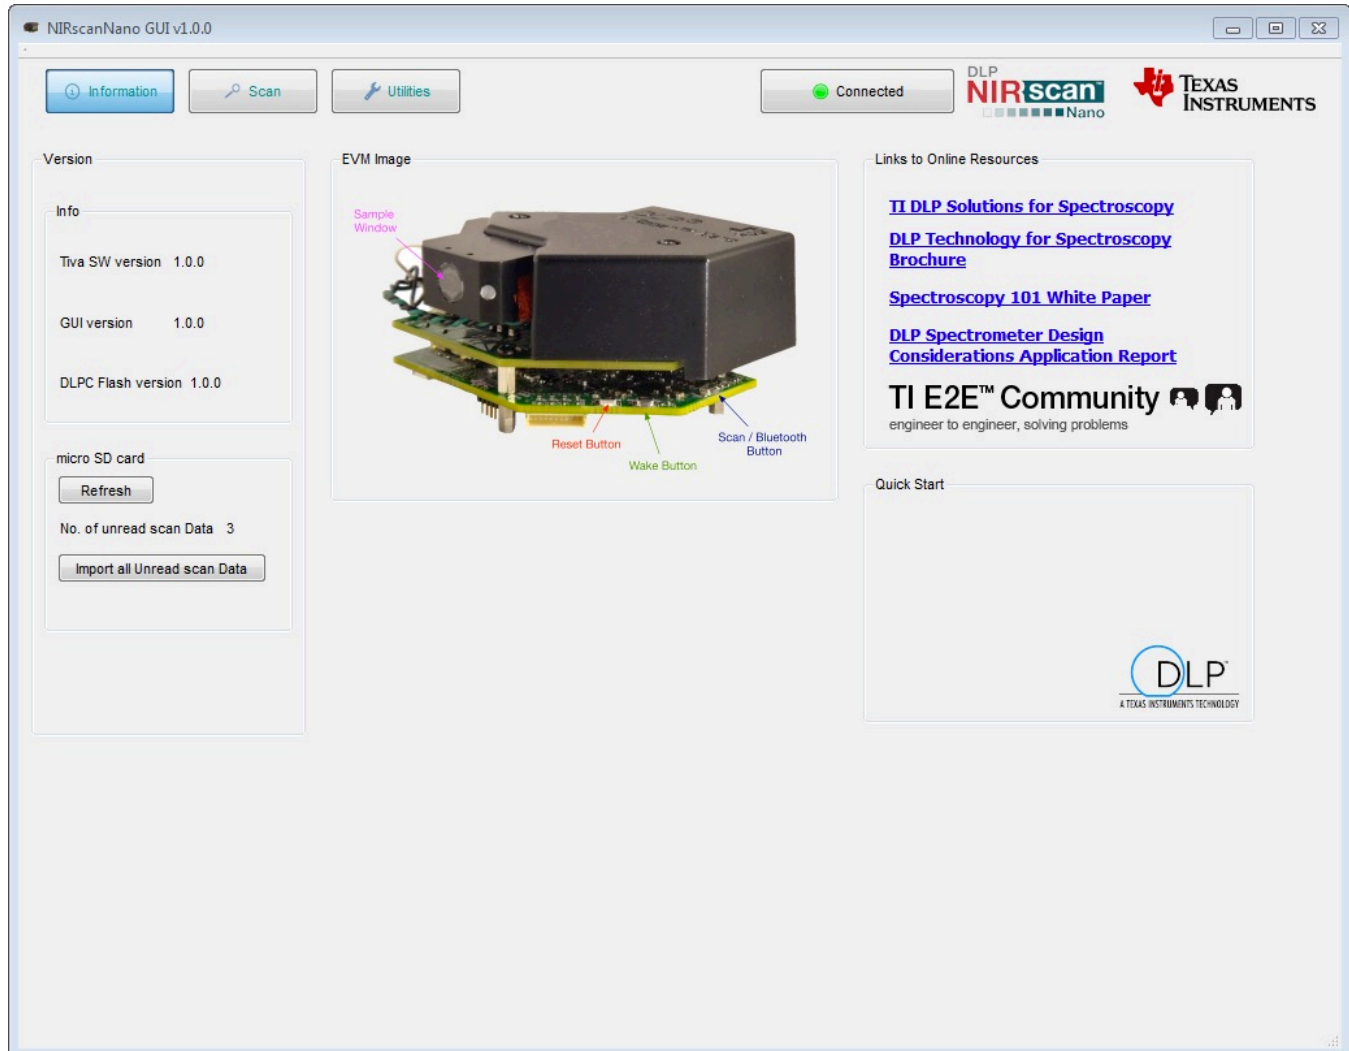 NIRscanNano GUI v1.0.0
Information
Scan
Utilities
Connected
DLP
NIRscan
Nano
TEXAS
INSTRUMENTS
Version
Info
Tiva SW version 1.0.0
GUI version 1.0.0
DLPC Flash version 1.0.0
micro SD card
Refresh
No. of unread scan Data 3
Import all Unread scan Data
EVM Image
Sample
Window
Reset Button
Wake Button
Scan / Bluetooth
Button
Links to Online Resources
TI DLP Solutions for Spectroscopy
DLP Technology for Spectroscopy
Brochure
Spectroscopy 101 White Paper
DLP Spectrometer Design
Considerations Application Report
TI E2E™ Community
engineer to engineer, solving problems
Quick Start
DLP™
A TEXAS INSTRUMENTS TECHNOLOGY